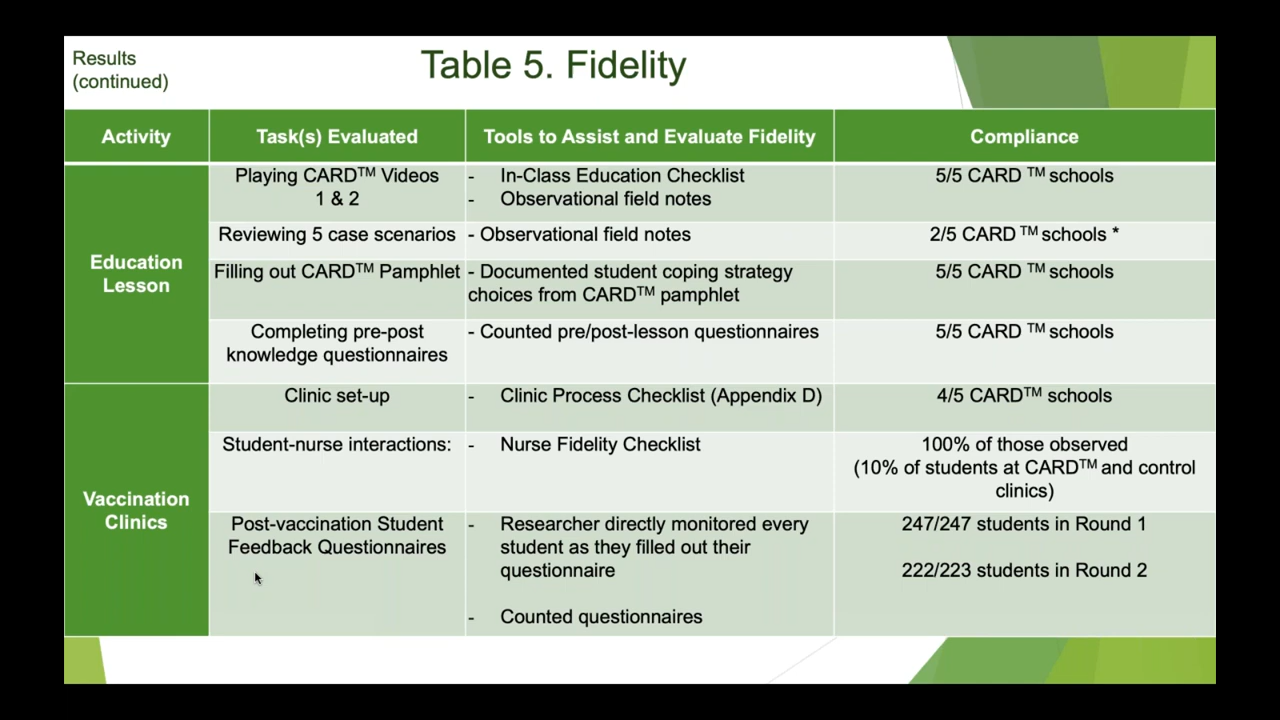 Results
(continued)
Table 5. Fidelity
Activity
Task(s) Evaluated
Tools to Assist and Evaluate Fidelity
Compliance
Education
Lesson
Playing CARD™ Videos
1 & 2
- In-Class Education Checklist
- Observational field notes
5/5 CARD ™ schools
Reviewing 5 case scenarios
- Observational field notes
2/5 CARD ™ schools *
Filling out CARD™ Pamphlet
- Documented student coping strategy
choices from CARD™ pamphlet
5/5 CARD ™ schools
Completing pre-post
knowledge questionnaires
- Counted pre/post-lesson questionnaires
5/5 CARD ™ schools
Vaccination
Clinics
Clinic set-up
- Clinic Process Checklist (Appendix D)
4/5 CARD™ schools
Student-nurse interactions:
- Nurse Fidelity Checklist
100% of those observed
(10% of students at CARD™ and control
clinics)
Post-vaccination Student
Feedback Questionnaires
- Researcher directly monitored every
student as they filled out their
questionnaire
- Counted questionnaires
247/247 students in Round 1
222/223 students in Round 2